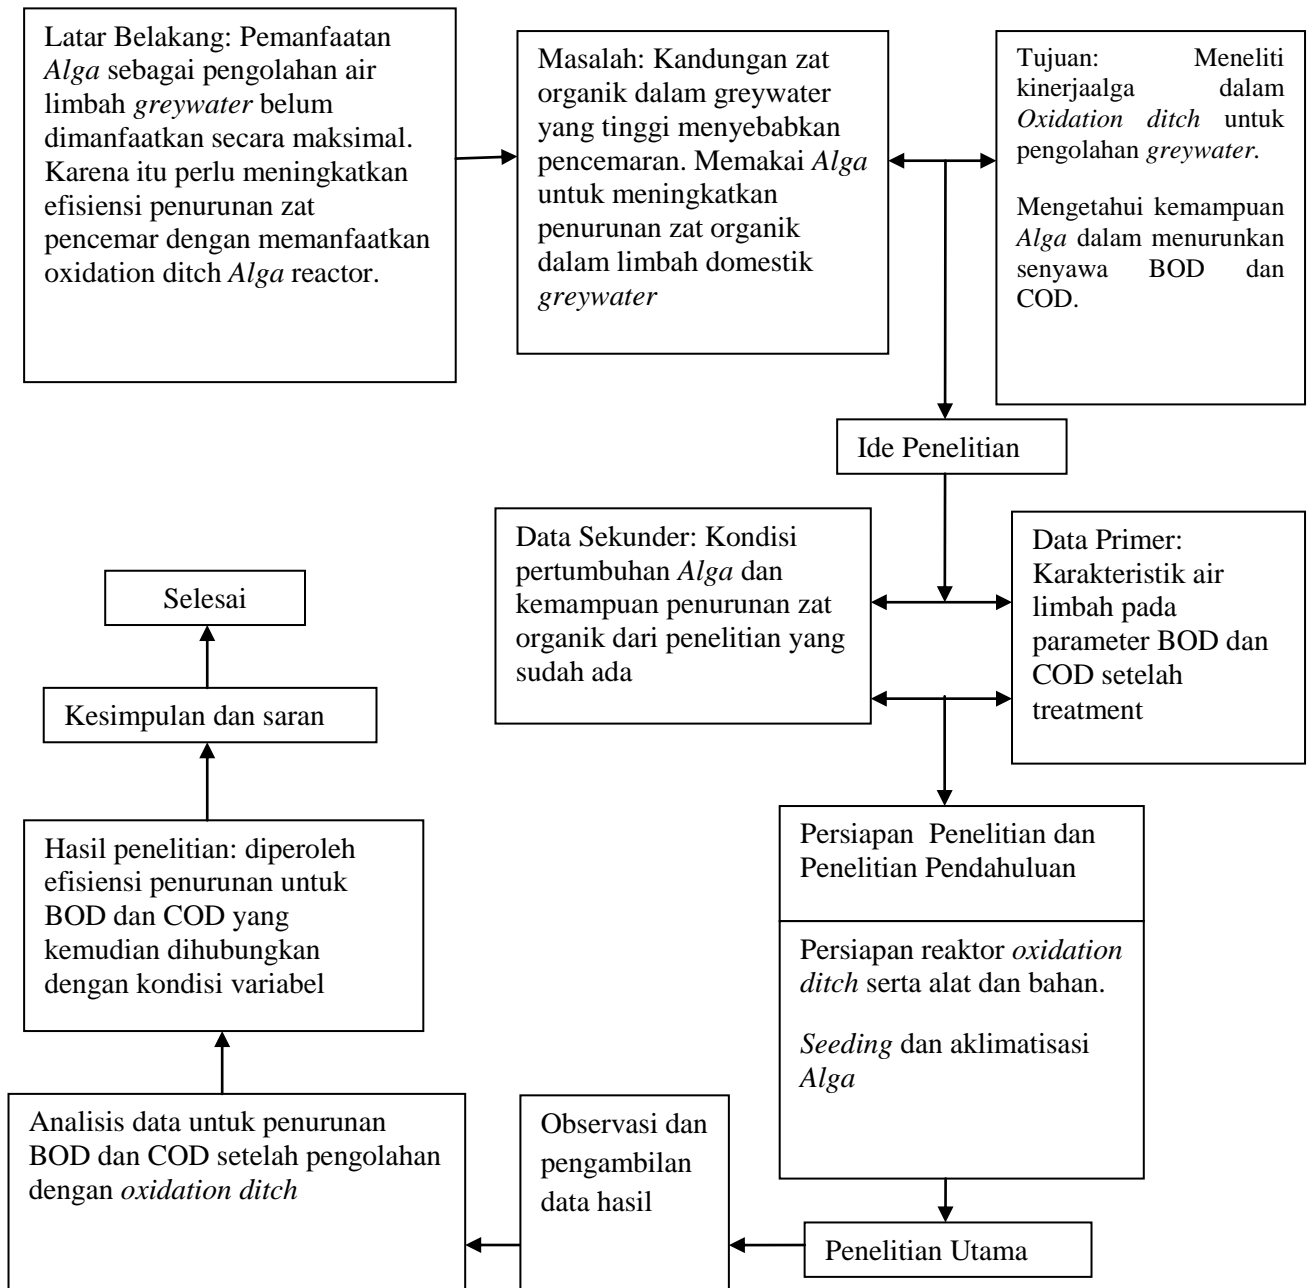 Latar Belakang: Pemanfaatan
Alga sebagai pengolahan air
limbah greywater belum
dimanfaatkan secara maksimal.
Karena itu perlu meningkatkan
efisiensi penurunan zat
pencemar dengan memanfaatkan
oxidation ditch Alga reactor.
Masalah: Kandungan zat
organik dalam greywater
yang tinggi menyebabkan
pencemaran. Memakai Alga
untuk meningkatkan
penurunan zat organik
dalam limbah domestik
greywater
Tujuan: Meneliti
kinerjaalga dalam
Oxidation ditch untuk
pengolahan greywater.
Mengetahui kemampuan
Alga dalam menurunkan
senyawa BOD dan
COD.
Ide Penelitian
Data Sekunder: Kondisi
pertumbuhan Alga dan
kemampuan penurunan zat
organik dari penelitian yang
sudah ada
Data Primer:
Karakteristik air
limbah pada
parameter BOD dan
COD setelah
treatment
Persiapan Penelitian dan
Penelitian Pendahuluan
Persiapan reaktor oxidation
ditch serta alat dan bahan.
Seeding dan aklimatisasi
Alga
Penelitian Utama
Observasi dan
pengambilan
data hasil
Analisis data untuk penurunan
BOD dan COD setelah pengolahan
dengan oxidation ditch
Hasil penelitian: diperoleh
efisiensi penurunan untuk
BOD dan COD yang
kemudian dihubungkan
dengan kondisi variabel
Kesimpulan dan saran
Selesai